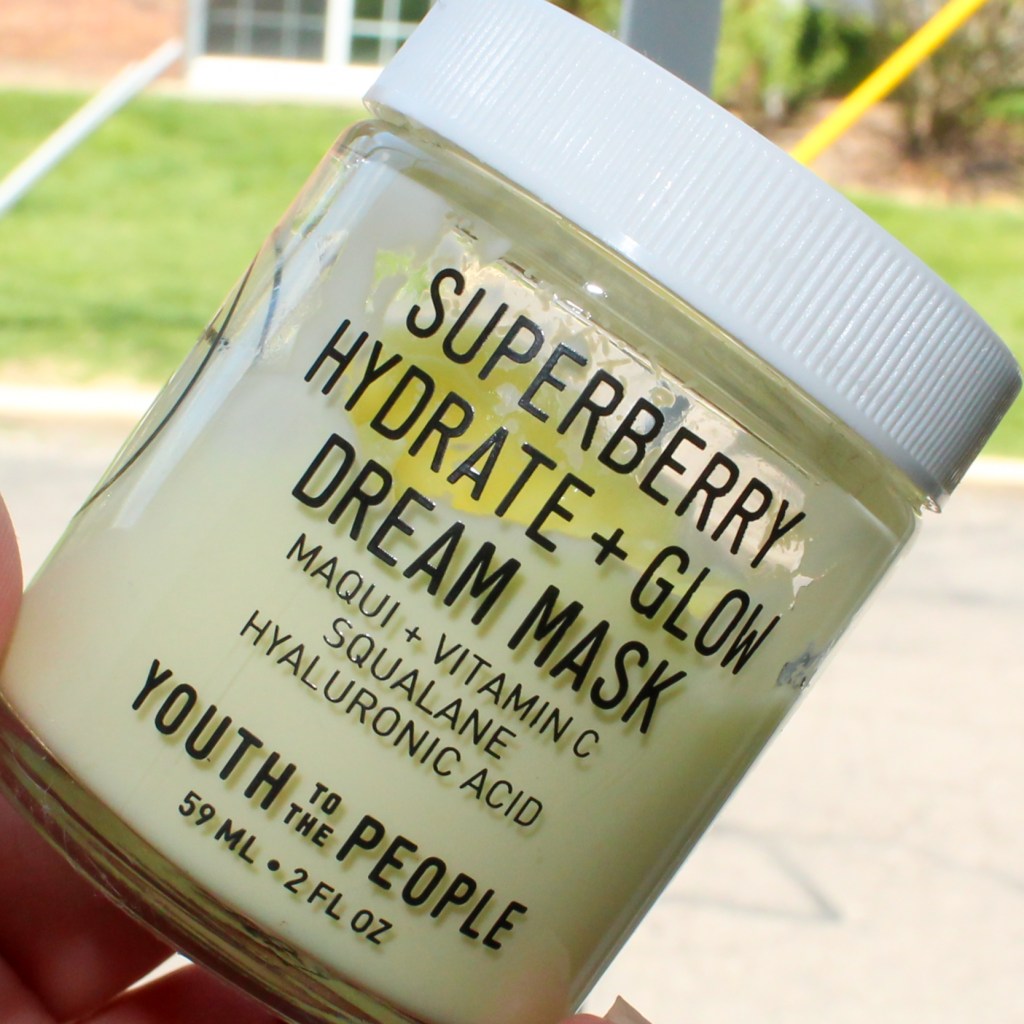 SUPERBERRY
HYDRATE + GLOW
DREAM MASK
MAQUI + VITAMIN C
SQUALANE
HYALURONIC ACID
YOUTH TO THE PEOPLE
59 ML • 2 FL OZ